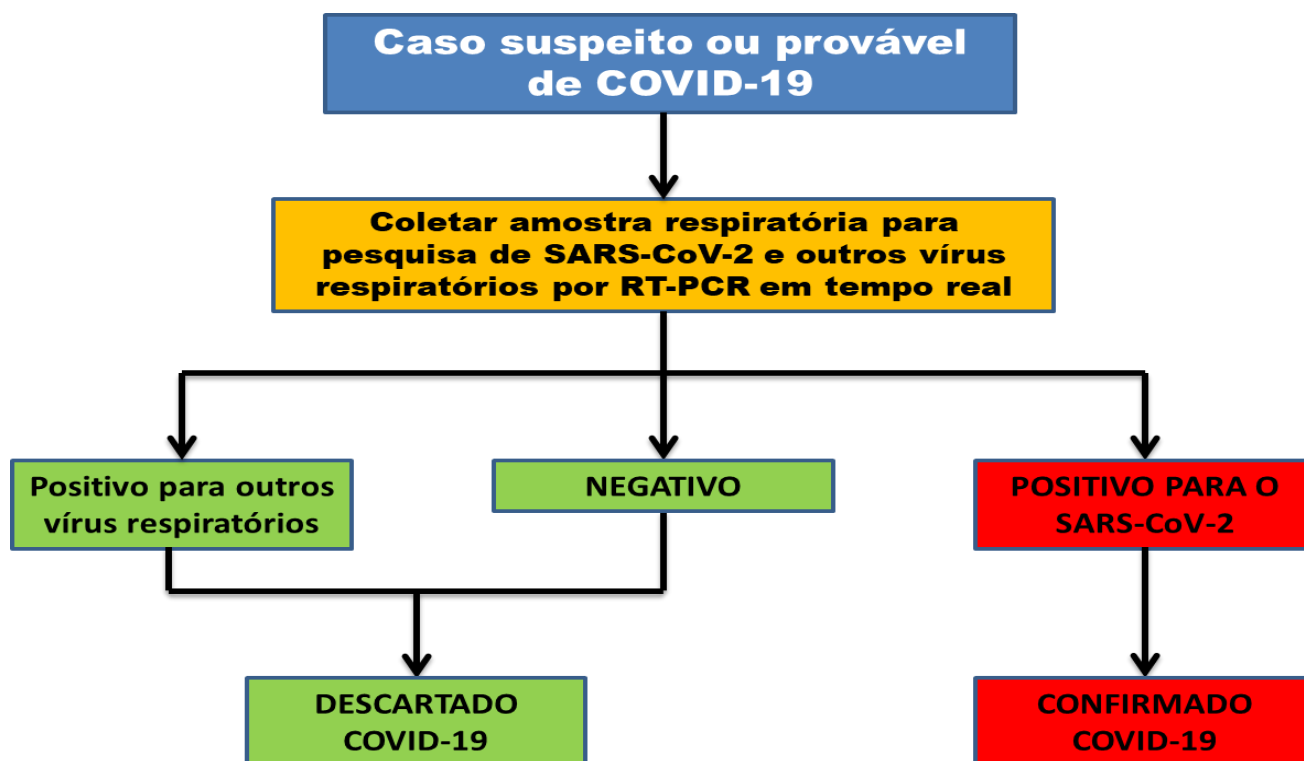 Caso suspeito ou provável
de COVID-19
Coletar amostra respiratória para
pesquisa de SARS-CoV-2 e outros vírus
respiratórios por RT-PCR em tempo real
Positivo para outros
vírus respiratórios
NEGATIVO
POSITIVO PARA O
SARS-CoV-2
DESCARTADO
COVID-19
CONFIRMADO
COVID-19